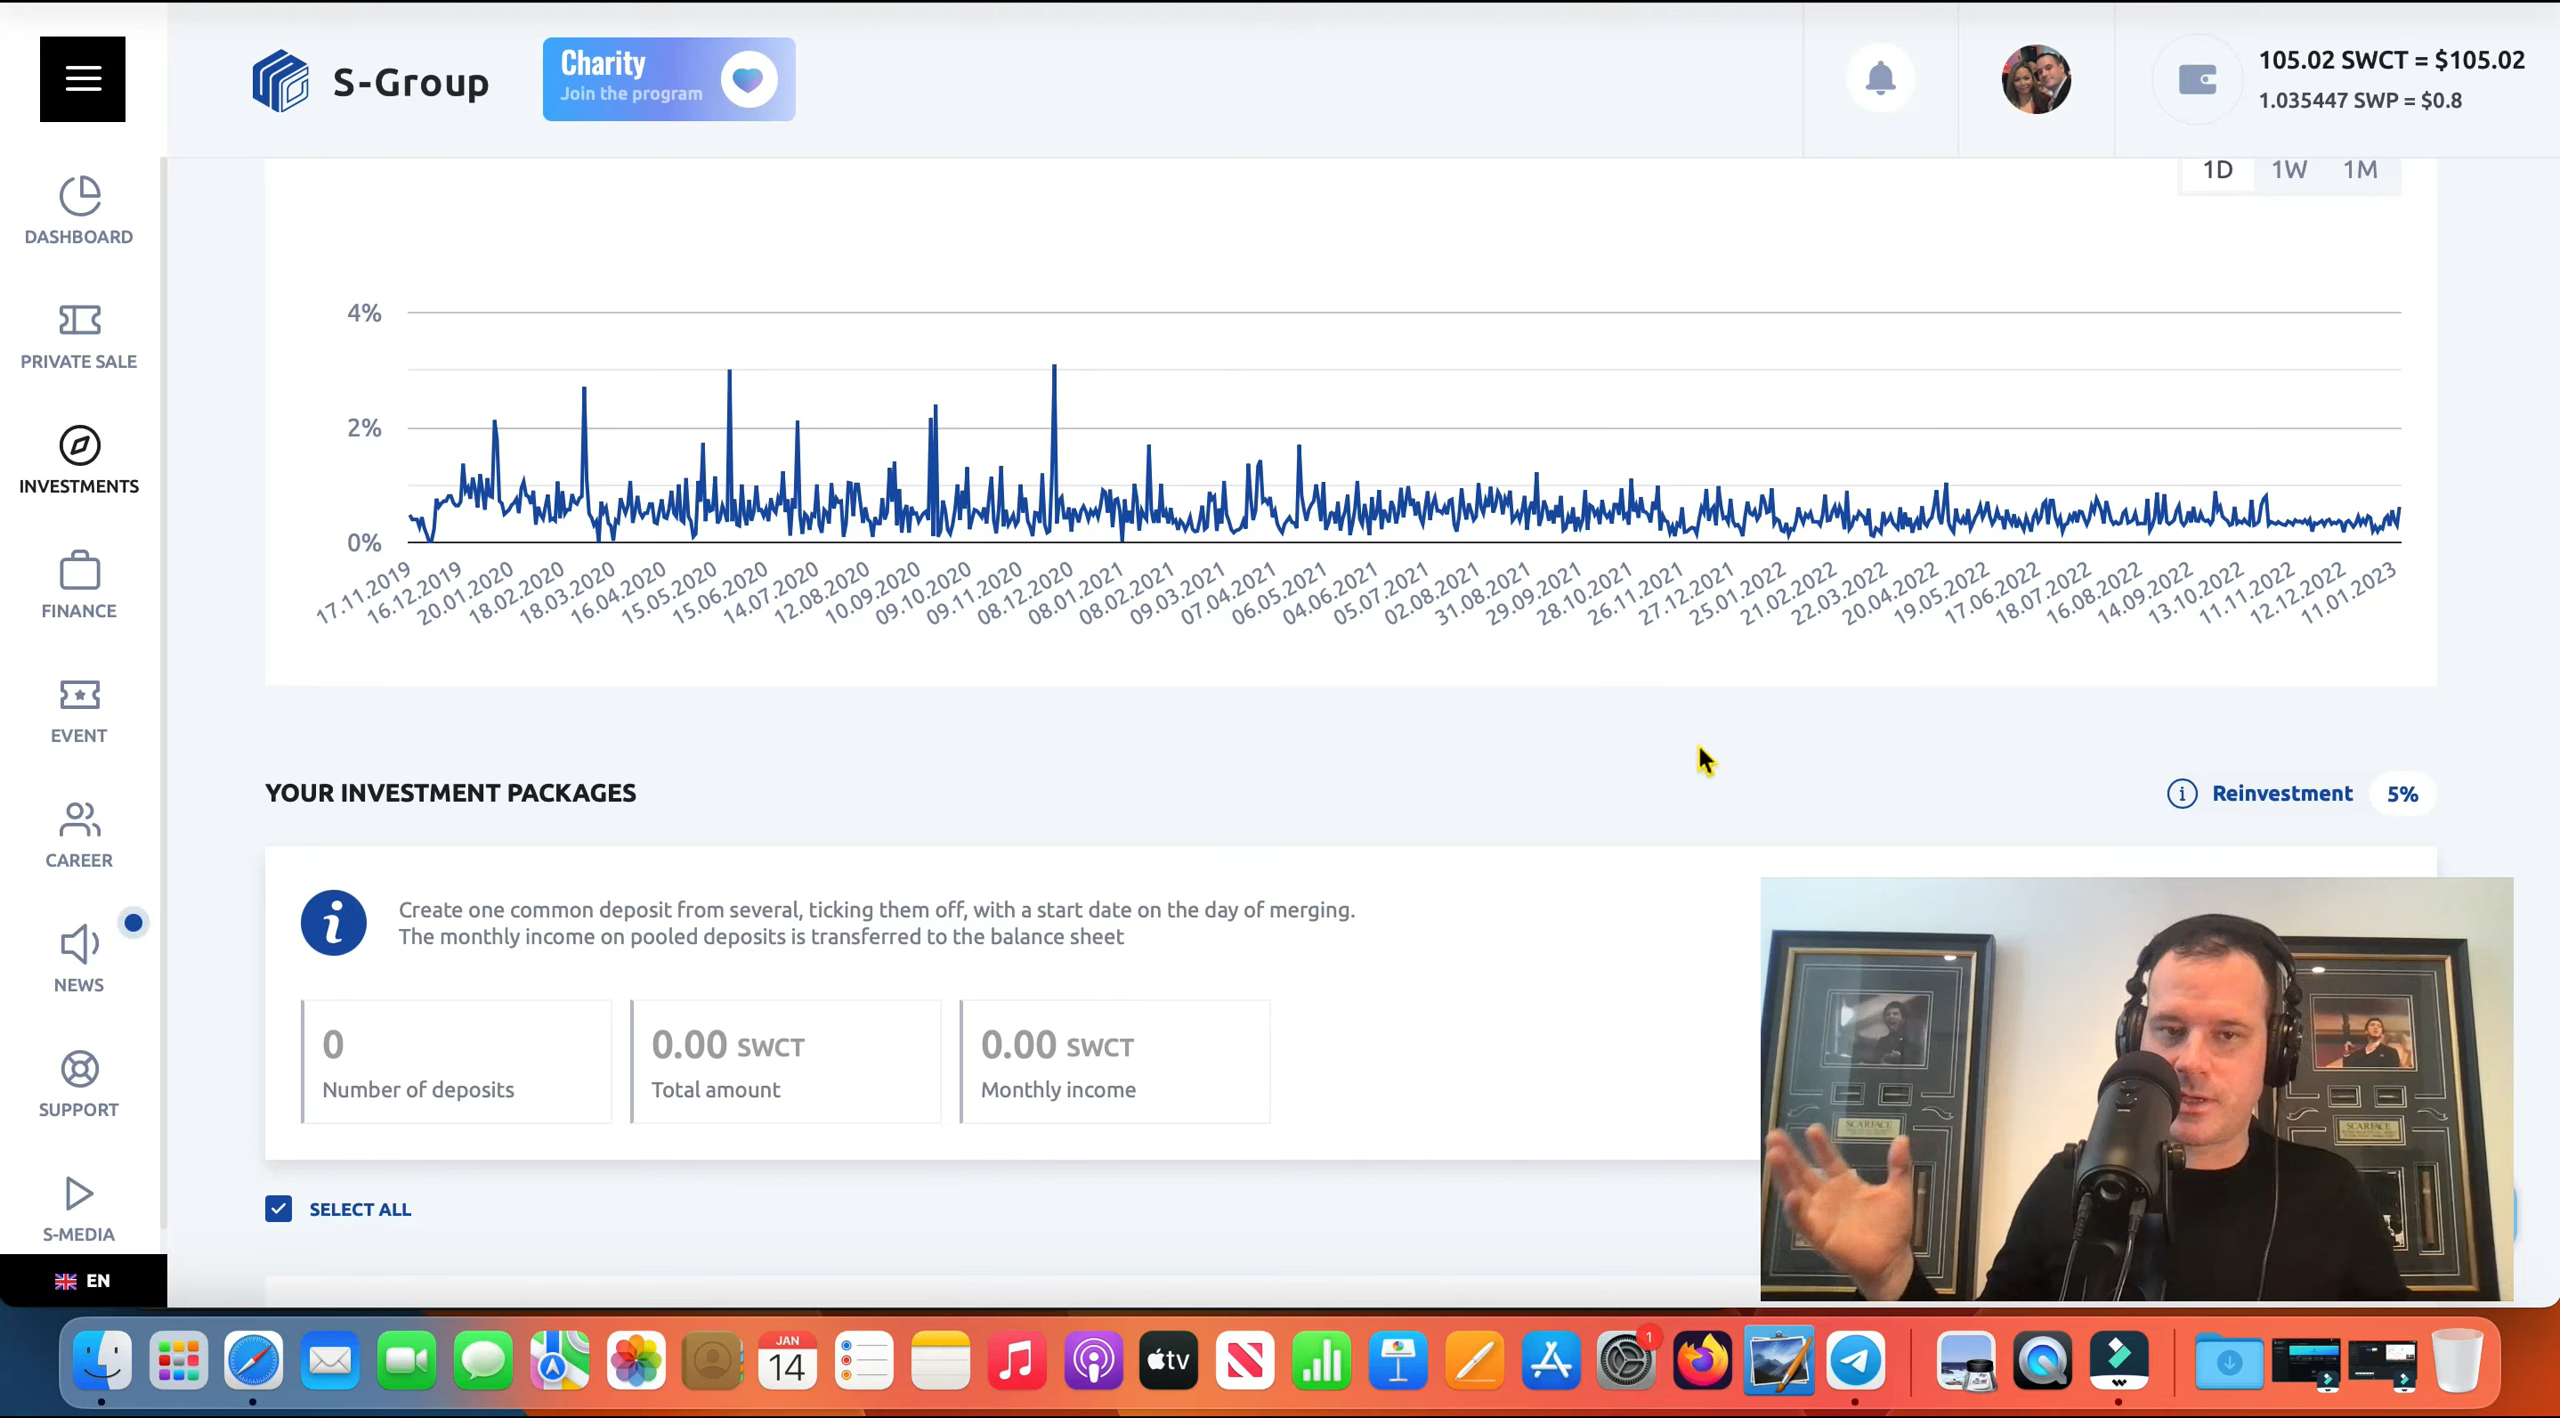 S-Group
Charity
Join the program
105.02 SWCT = $105.02
1.035447 SWP = $0.8
DASHBOARD
PRIVATE SALE
INVESTMENTS
FINANCE
EVENT
CAREER
NEWS
SUPPORT
S-MEDIA
EN
1D 1W 1M
4%
2%
0%
17.11.2019 16.12.2019 20.01.2020 18.02.2020 18.03.2020 16.04.2020 15.05.2020 15.06.2020 14.07.2020 12.08.2020 10.09.2020 09.10.2020 09.11.2020 08.12.2020 08.01.2021 08.02.2021 09.03.2021 07.04.2021 06.05.2021 04.06.2021 05.07.2021 02.08.2021 31.08.2021 29.09.2021 28.10.2021 26.11.2021 27.12.2021 25.01.2022 21.02.2022 22.03.2022 20.04.2022 19.05.2022 17.06.2022 18.07.2022 16.08.2022 14.09.2022 13.10.2022 11.11.2022 12.12.2022 11.01.2023
YOUR INVESTMENT PACKAGES
i Reinvestment 5%
i
Create one common deposit from several, ticking them off, with a start date on the day of merging.
The monthly income on pooled deposits is transferred to the balance sheet
0
Number of deposits
0.00 SWCT
Total amount
0.00 SWCT
Monthly income
SELECT ALL
SCARFACE
SCARFACE
JAN
14
tv
1